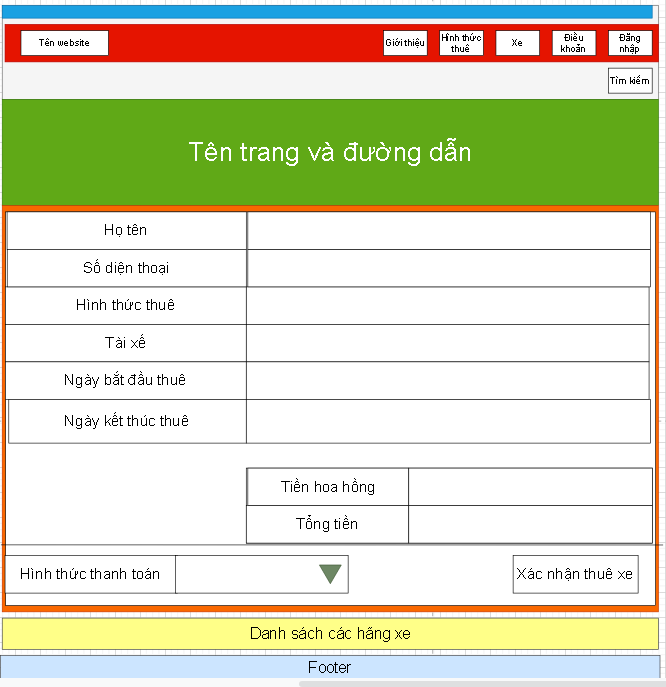 Tên website
Giới thiệu
Hình thức
thuê
Xe
Điều
khoản
Đăng
nhập
Tìm kiếm
Tên trang và đường dẫn
Họ tên
Số diện thoại
Hình thức thuê
Tài xế
Ngày bắt đầu thuê
Ngày kết thúc thuê
Tiền hoa hồng
Tổng tiền
Hình thức thanh toán
Xác nhận thuê xe
Danh sách các hãng xe
Footer